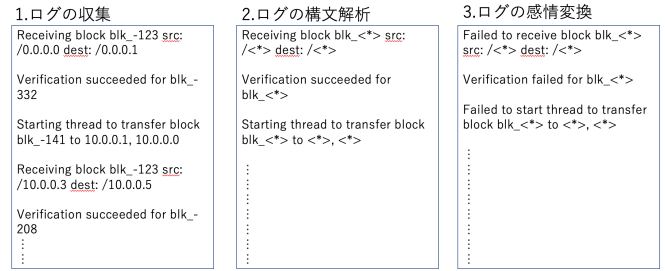 1.ログの収集
Receiving block blk_-123 src:
/0.0.0.0 dest: /0.0.0.1
Verification succeeded for blk_-
332
Starting thread to transfer block
blk_-141 to 10.0.0.1, 10.0.0.0
Receiving block blk_-123 src:
/10.0.0.3 dest: /10.0.0.5
Verification succeeded for blk_-
208
2.ログの構文解析
Receiving block blk_<*> src:
/<*> dest: /<*>
Verification succeeded for
blk_<*>
Starting thread to transfer block
blk_<*> to <*>, <*>
3.ログの感情変換
Failed to receive block blk_<*>
src: /<*> dest: /<*>
Verification failed for blk_<*>
Failed to start thread to transfer
block blk_<*> to <*>, <*>